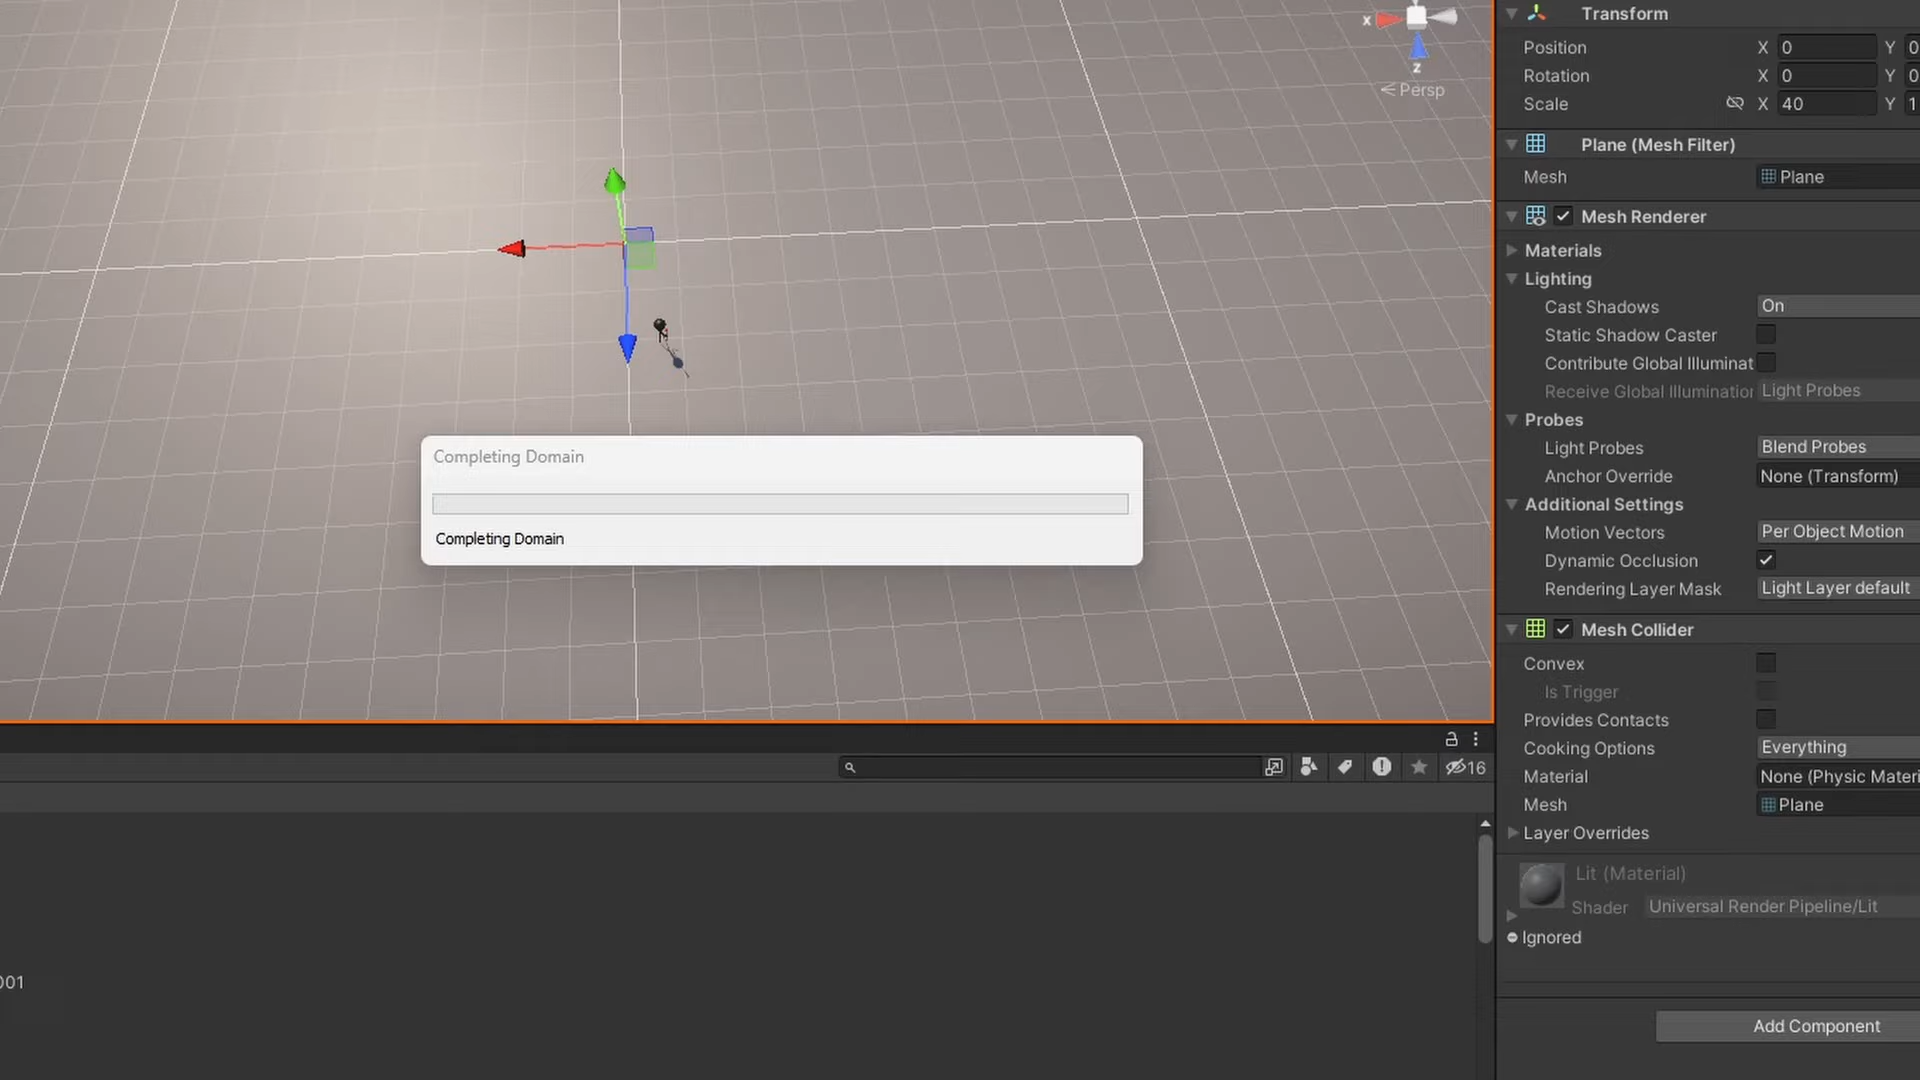 x
z
< Persp
Completing Domain
Completing Domain
16
001
Transform
Position X 0 Y 0
Rotation X 0 Y 0
Scale X 40 Y 1
Plane (Mesh Filter)
Mesh Plane
Mesh Renderer
Materials
Lighting
Cast Shadows On
Static Shadow Caster
Contribute Global Illuminat
Receive Global Illumination Light Probes
Probes
Light Probes Blend Probes
Anchor Override None (Transform)
Additional Settings
Motion Vectors Per Object Motion
Dynamic Occlusion
Rendering Layer Mask Light Layer default
Mesh Collider
Convex
Is Trigger
Provides Contacts
Cooking Options Everything
Material None (Physic Materi
Mesh Plane
Layer Overrides
Lit (Material)
Shader Universal Render Pipeline/Lit
Ignored
Add Component